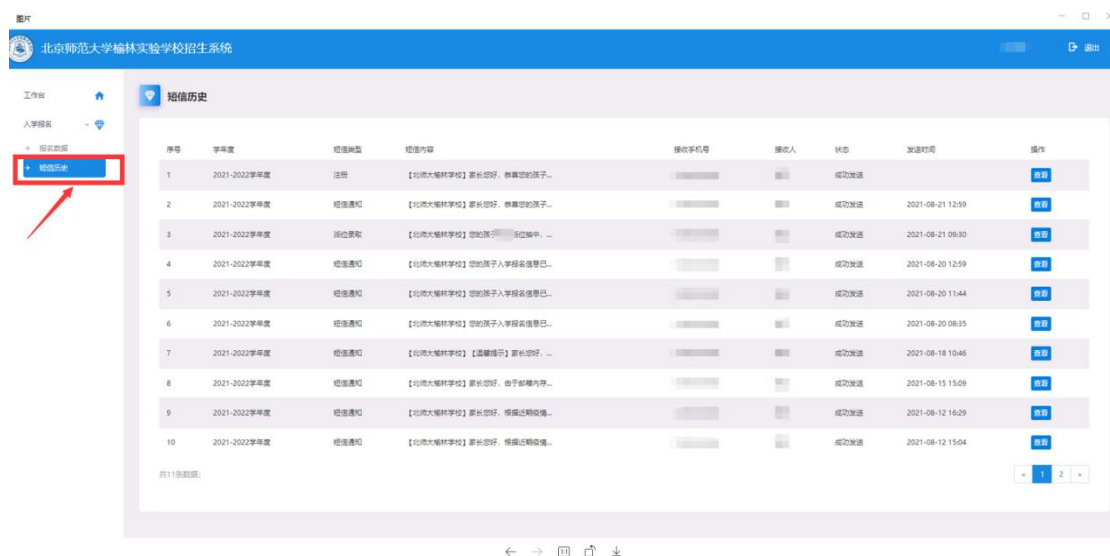 图片
北京师范大学榆林实验学校招生系统 退出
工作台
入学报名
报名数据
短信历史
短信历史
序号 学年度 短信类型 短信内容 接收手机号 接收人 状态 发送时间 操作
1 2021-2022学年度 注册 【北师大榆林学校】家长您好，恭喜您的孩子... 成功发送 查看
2 2021-2022学年度 短信通知 【北师大榆林学校】家长您好，恭喜您的孩子... 成功发送 2021-08-21 12:59 查看
3 2021-2022学年度 派位录取 【北师大榆林学校】您的孩子 派位抽中，... 成功发送 2021-08-21 09:30 查看
4 2021-2022学年度 短信通知 【北师大榆林学校】您的孩子入学报名信息已... 成功发送 2021-08-20 12:59 查看
5 2021-2022学年度 短信通知 【北师大榆林学校】您的孩子入学报名信息已... 成功发送 2021-08-20 11:44 查看
6 2021-2022学年度 短信通知 【北师大榆林学校】您的孩子入学报名信息已... 成功发送 2021-08-20 08:35 查看
7 2021-2022学年度 短信通知 【北师大榆林学校】【温馨提示】家长您好，... 成功发送 2021-08-18 10:46 查看
8 2021-2022学年度 短信通知 【北师大榆林学校】家长您好，由于邮箱内存... 成功发送 2021-08-15 15:09 查看
9 2021-2022学年度 短信通知 【北师大榆林学校】家长您好，根据近期疫情... 成功发送 2021-08-12 16:29 查看
10 2021-2022学年度 短信通知 【北师大榆林学校】家长您好，根据近期疫情... 成功发送 2021-08-12 15:04 查看
共11条数据: « 1 2 »
1:1